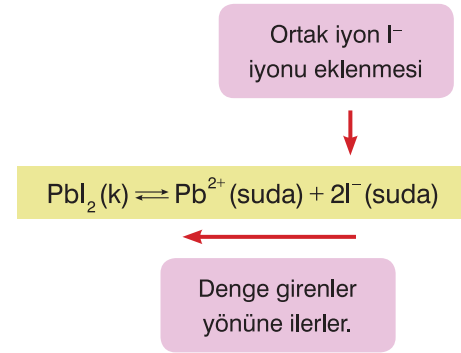 Ortak iyon I⁻
iyonu eklenmesi
PbI₂(k) ⇌ Pb²⁺(suda) + 2I⁻(suda)
Denge girenler
yönüne ilerler.